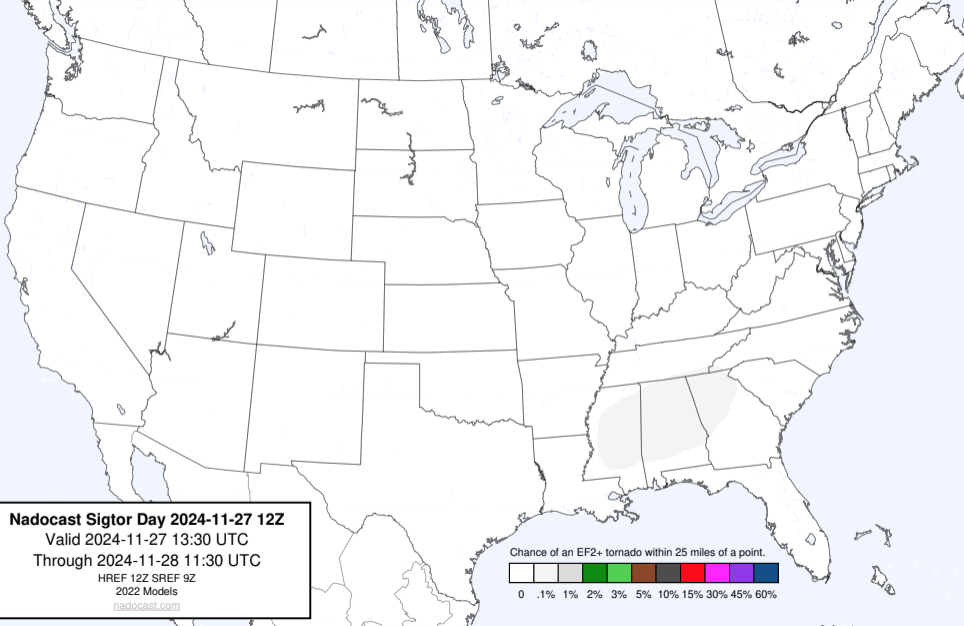 Nadocast Sigtor Day 2024-11-27 12Z
Valid 2024-11-27 13:30 UTC
Through 2024-11-28 11:30 UTC
HREF 12Z SREF 9Z
2022 Models
nadocast.com
Chance of an EF2+ tornado within 25 miles of a point.
0 .1% 1% 2% 3% 5% 10% 15% 30% 45% 60%